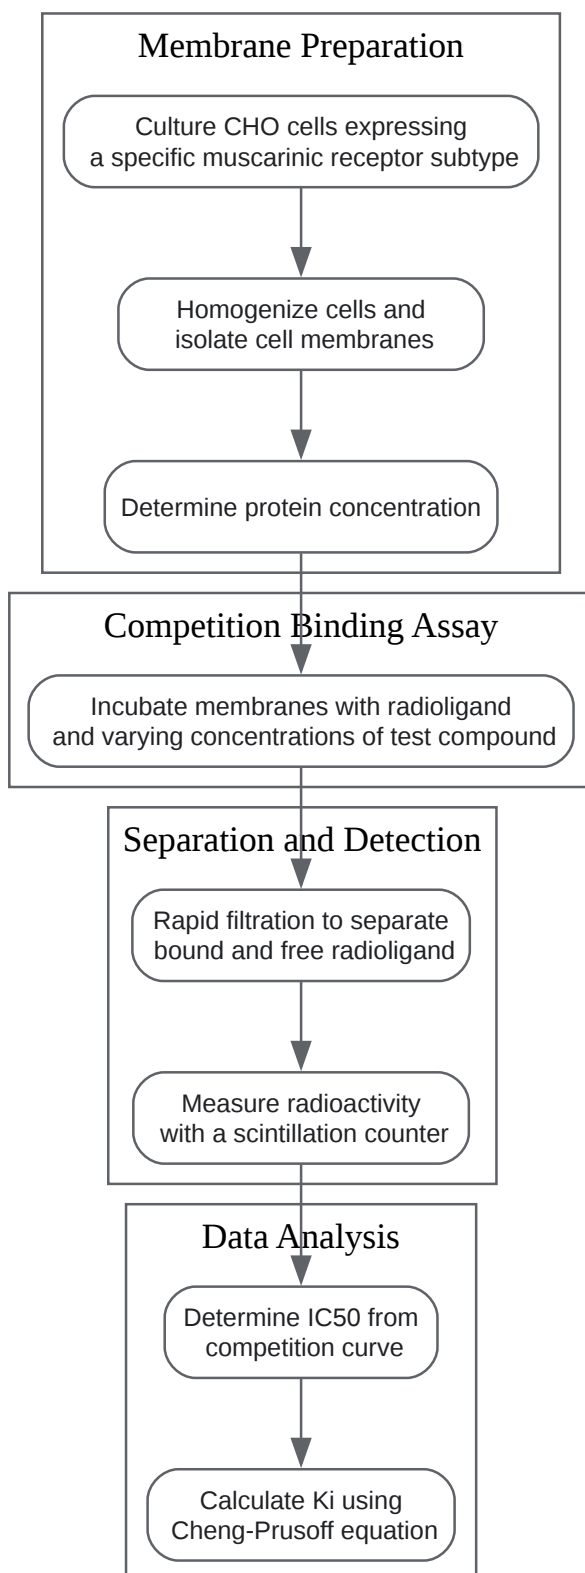 Membrane Preparation
Culture CHO cells expressing
a specific muscarinic receptor subtype
Homogenize cells and
isolate cell membranes
Determine protein concentration
Competition Binding Assay
Incubate membranes with radioligand
and varying concentrations of test compound
Separation and Detection
Rapid filtration to separate
bound and free radioligand
Measure radioactivity
with a scintillation counter
Data Analysis
Determine IC50 from
competition curve
Calculate Ki using
Cheng-Prusoff equation